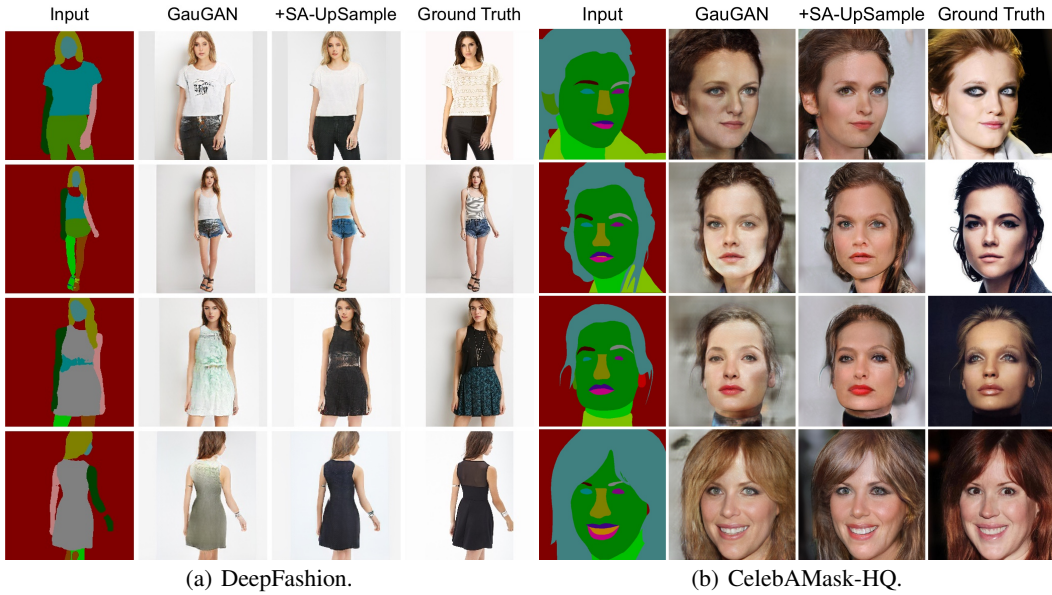 Input GauGAN +SA-UpSample Ground Truth Input GauGAN +SA-UpSample Ground Truth
(a) DeepFashion. (b) CelebAMask-HQ.